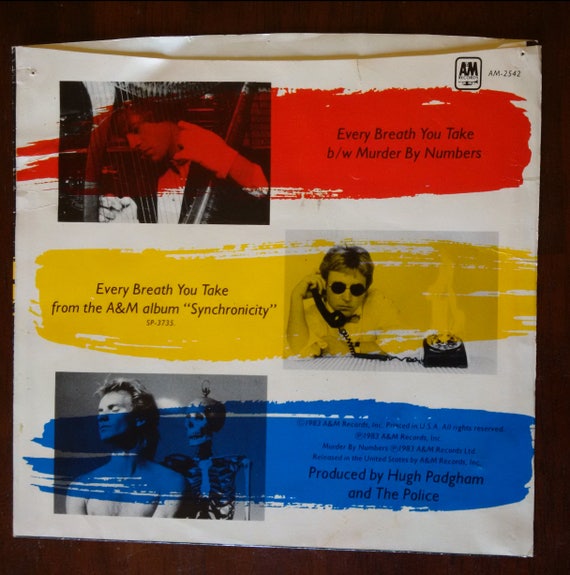 AM
RECORDS
AM-2542
Every Breath You Take
b/w Murder By Numbers
Every Breath You Take
from the A&M album “Synchronicity”
SP-3735
©1983 A&M Records, Inc. Printed in U.S.A. All rights reserved.
℗1983 A&M Records, Inc.
Murder By Numbers ℗1983 A&M Records Ltd.
Released in the United States by A&M Records, Inc.
Produced by Hugh Padgham
and The Police